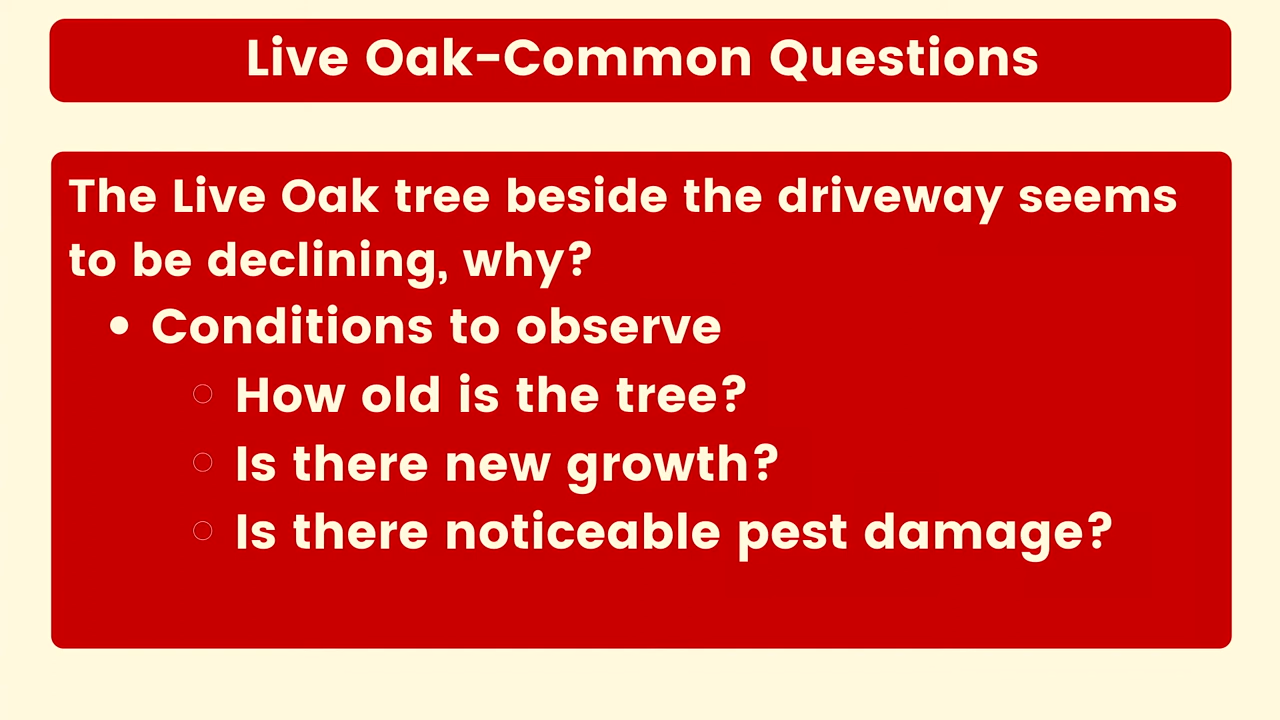 Live Oak-Common Questions
The Live Oak tree beside the driveway seems
to be declining, why?
• Conditions to observe
○ How old is the tree?
○ Is there new growth?
○ Is there noticeable pest damage?